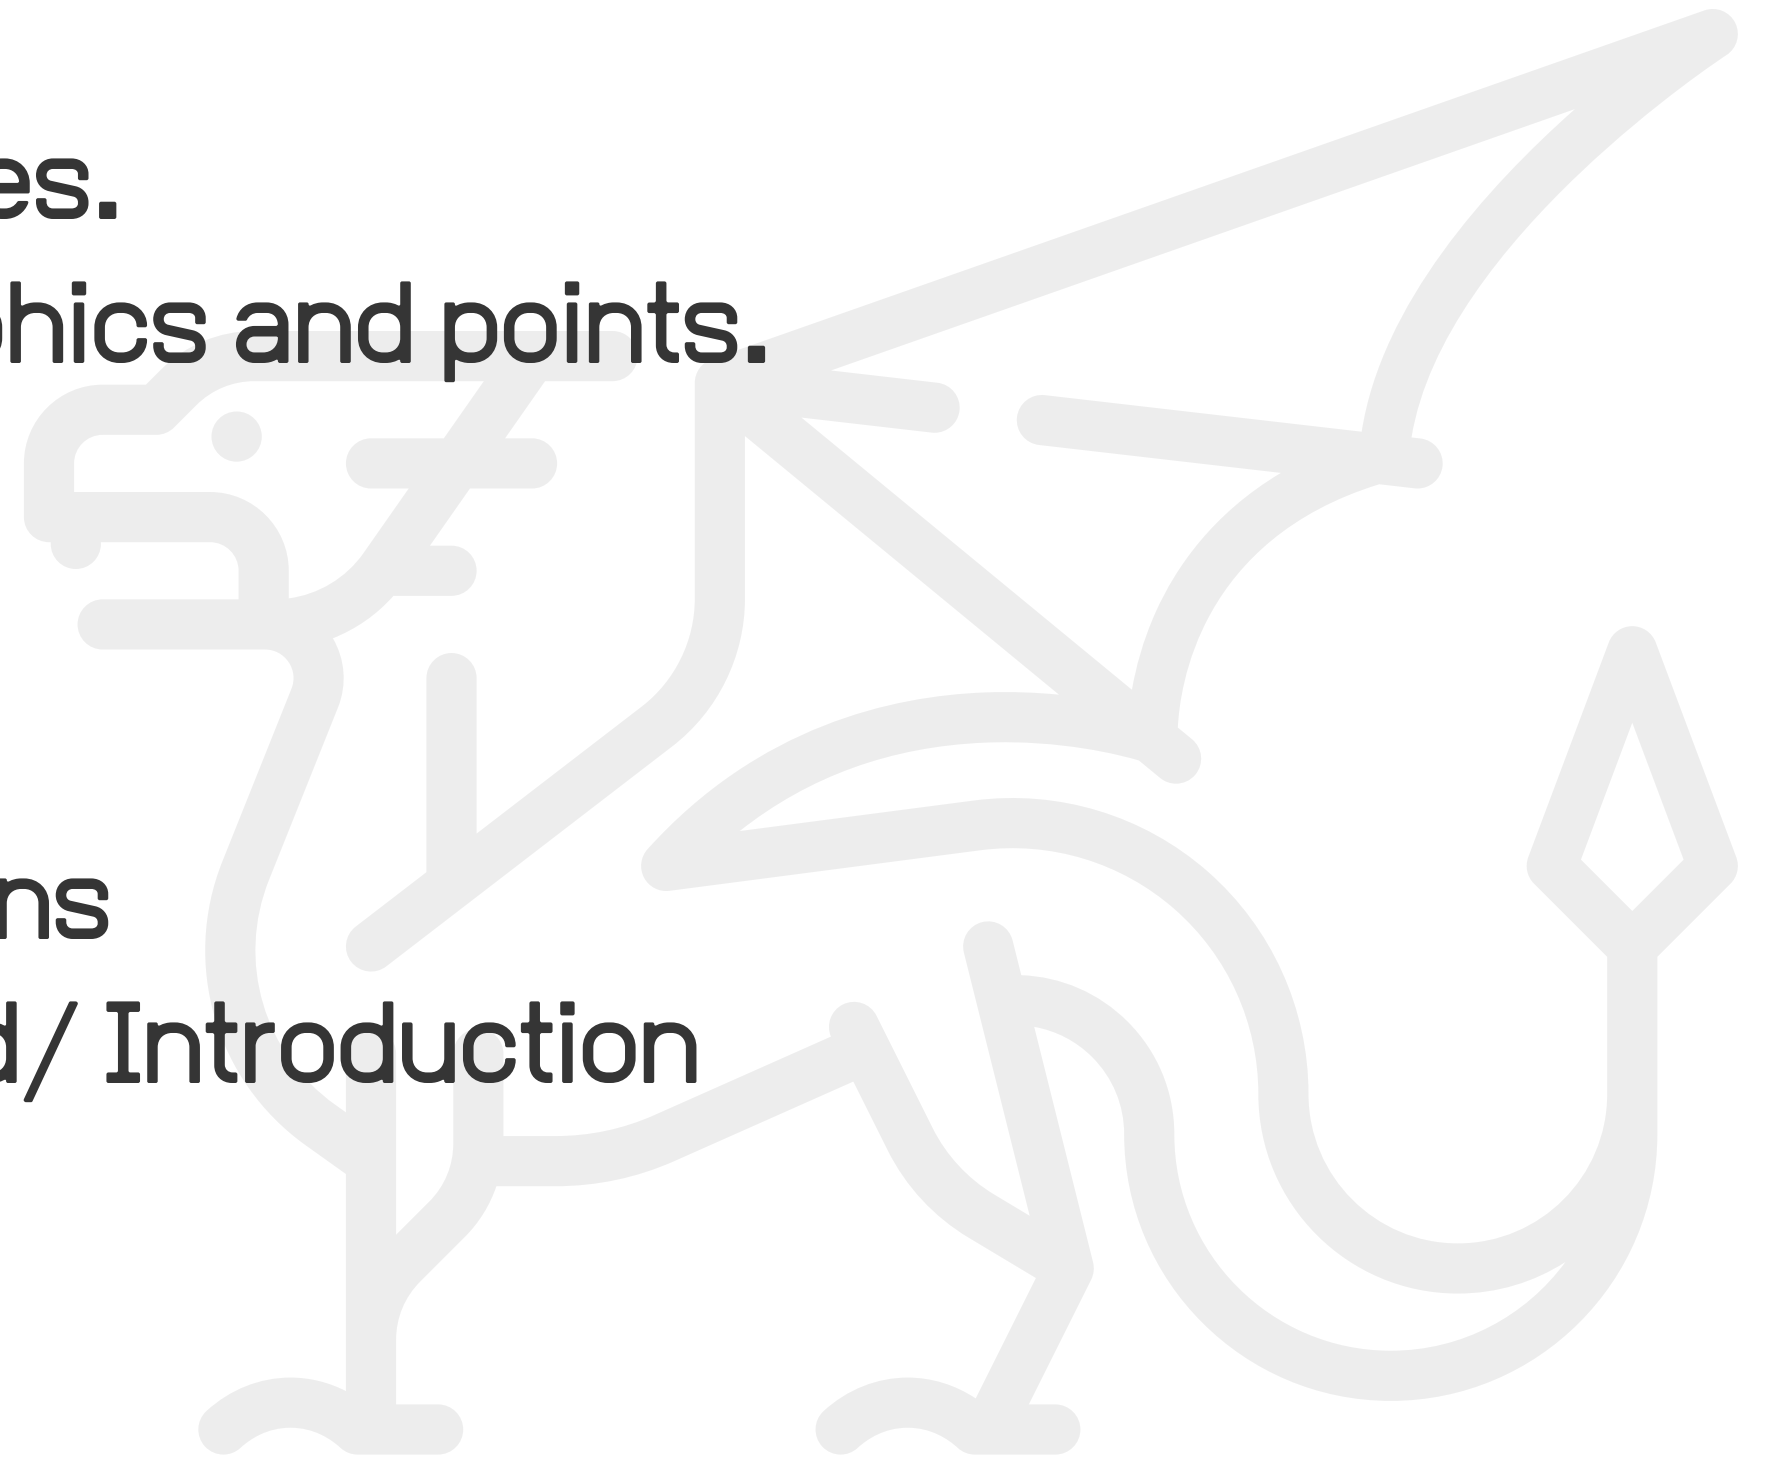 es.
phics and points.
ns
d/ Introduction